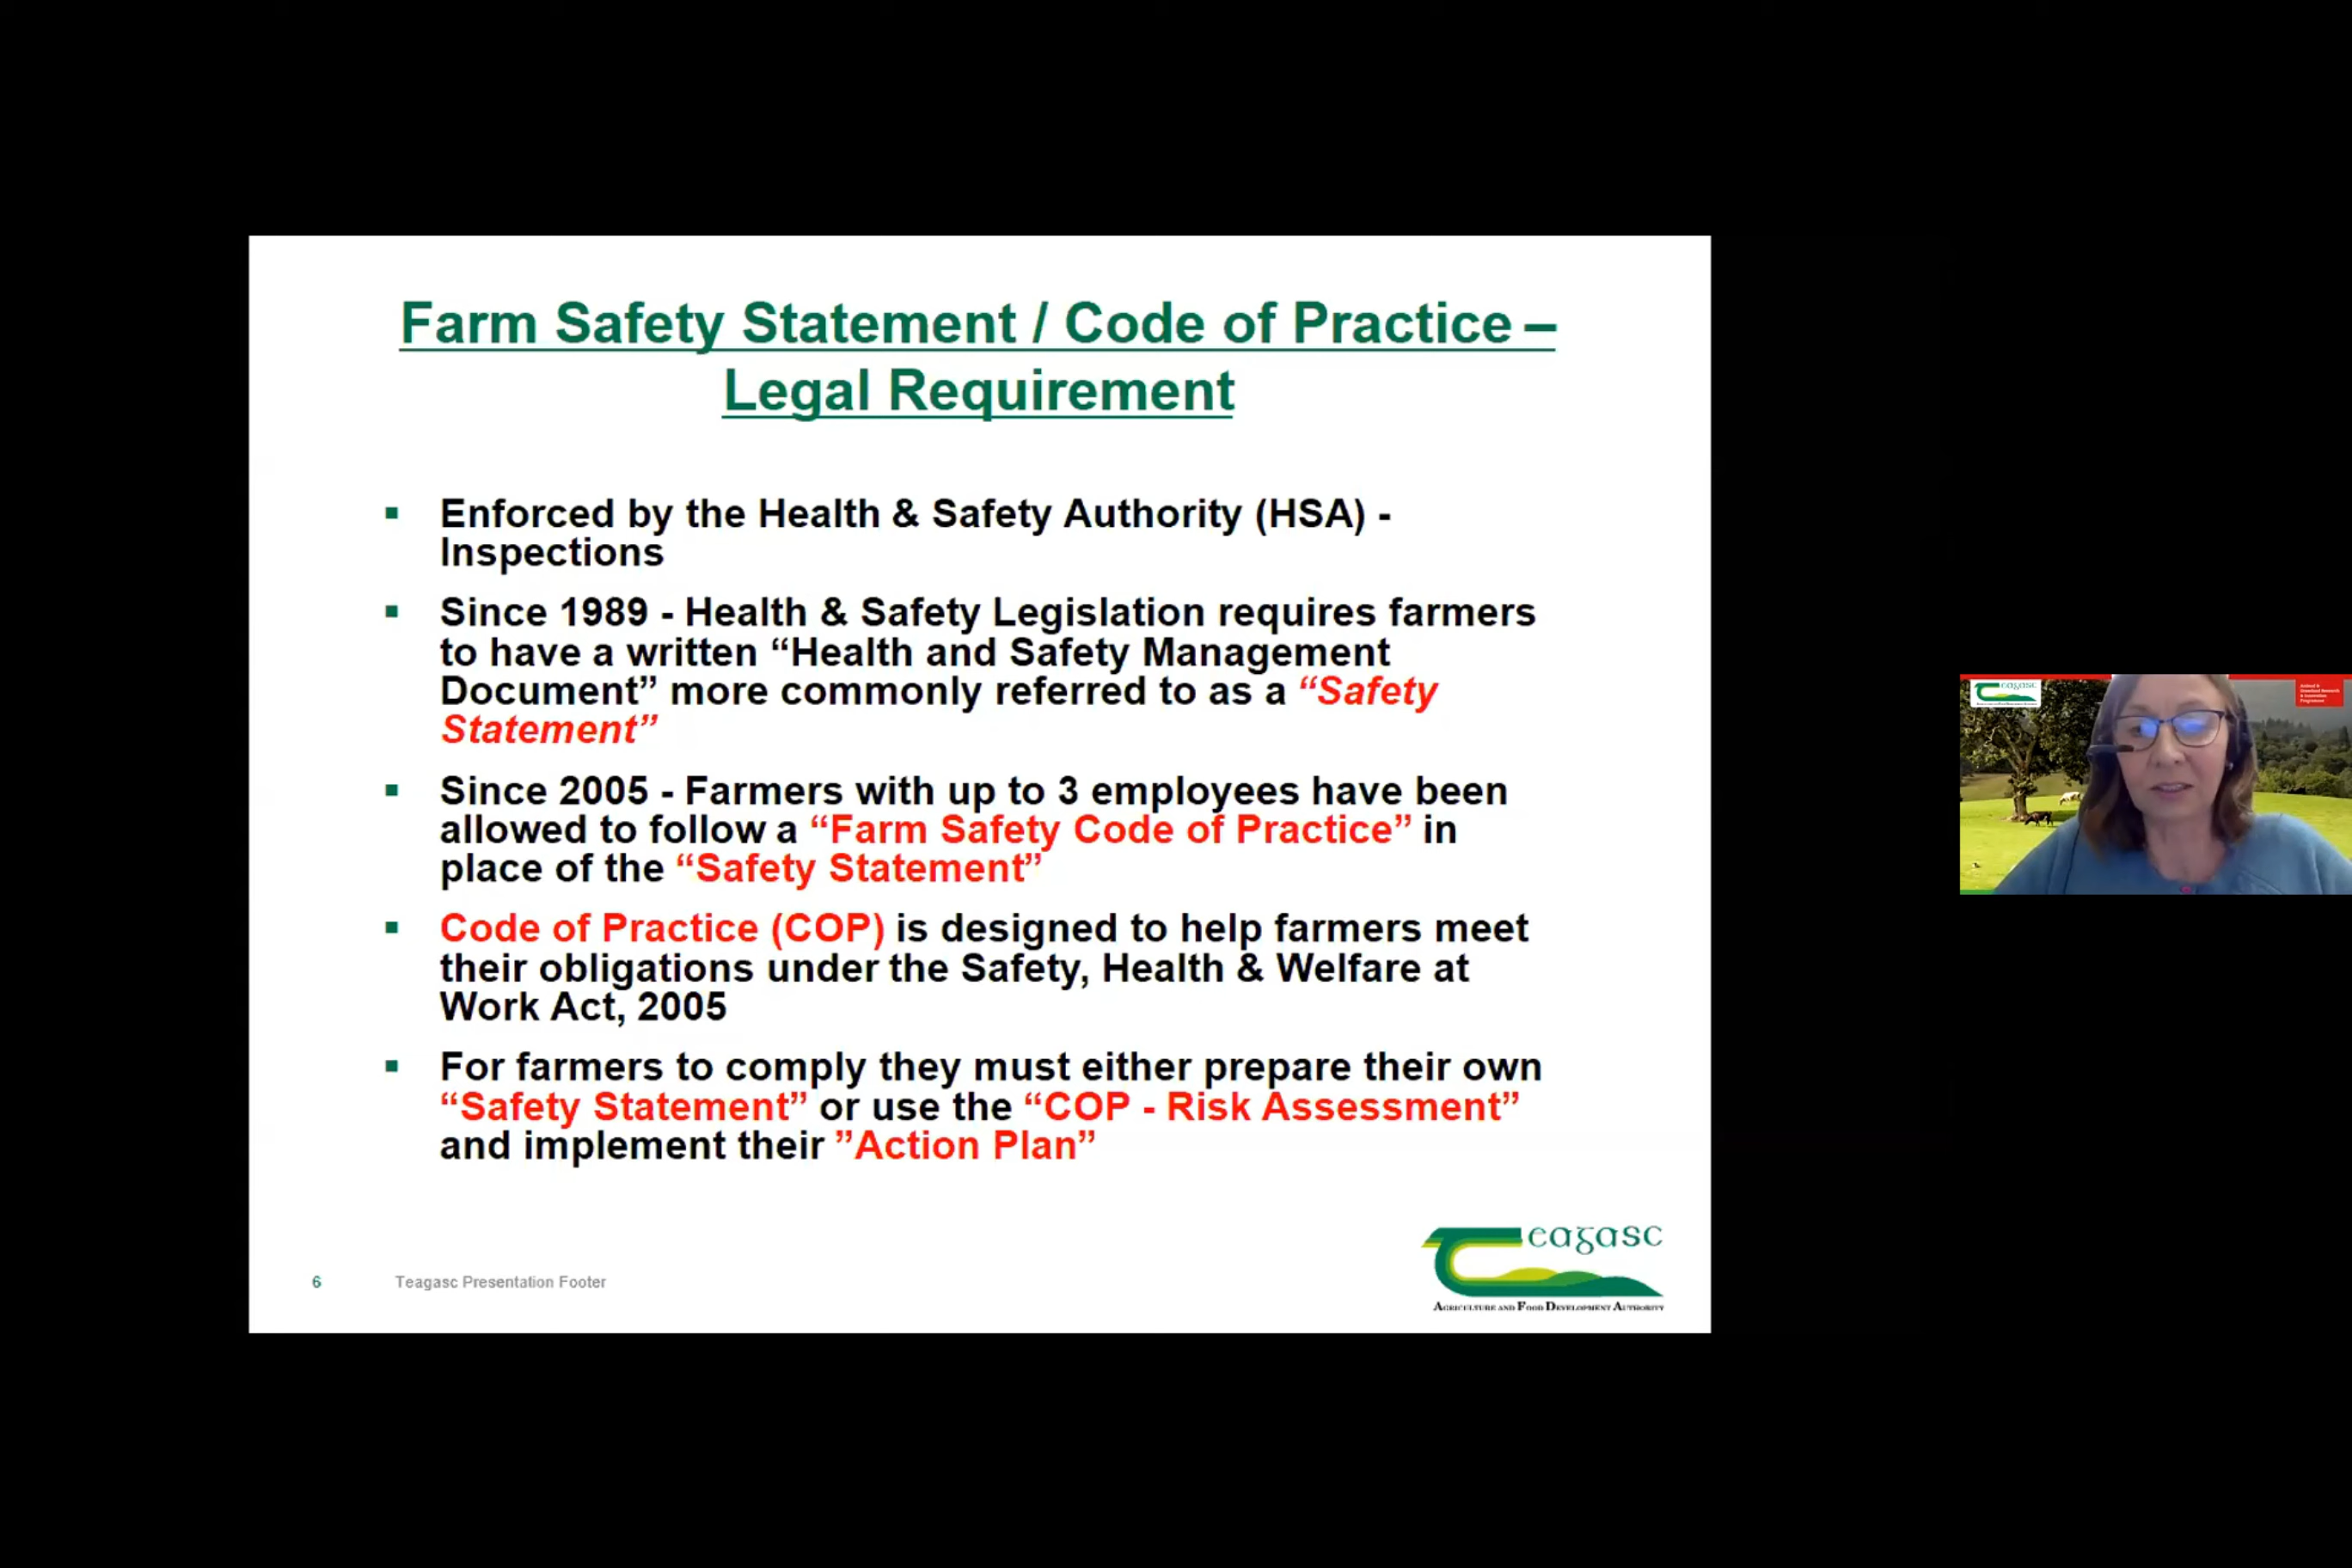 Farm Safety Statement / Code of Practice –
Legal Requirement
▪ Enforced by the Health & Safety Authority (HSA) -
Inspections
▪ Since 1989 - Health & Safety Legislation requires farmers
to have a written “Health and Safety Management
Document” more commonly referred to as a “Safety
Statement”
▪ Since 2005 - Farmers with up to 3 employees have been
allowed to follow a “Farm Safety Code of Practice” in
place of the “Safety Statement”
▪ Code of Practice (COP) is designed to help farmers meet
their obligations under the Safety, Health & Welfare at
Work Act, 2005
▪ For farmers to comply they must either prepare their own
“Safety Statement” or use the “COP - Risk Assessment”
and implement their ”Action Plan”
6
Teagasc Presentation Footer
eagasc
AGRICULTURE AND FOOD DEVELOPMENT AUTHORITY
eagasc